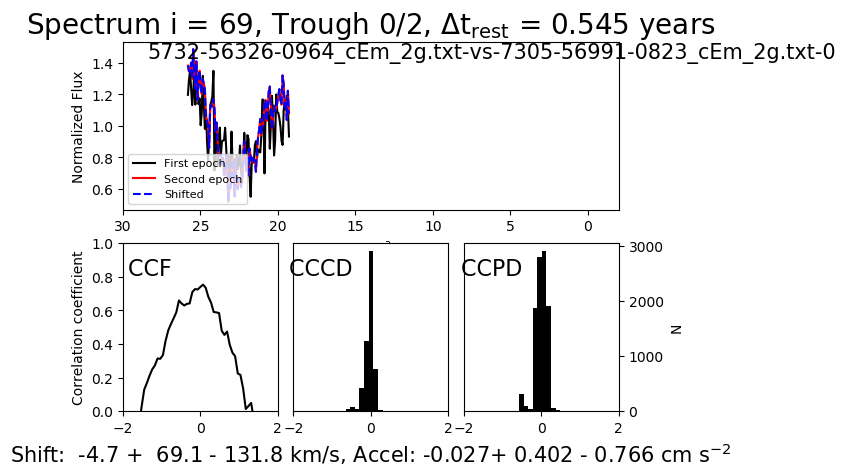 Spectrum i = 69, Trough 0/2, Δt_rest = 0.545 years
5732-56326-0964_cEm_2g.txt-vs-7305-56991-0823_cEm_2g.txt-0
Normalized Flux
1.4
1.2
1.0
0.8
0.6
First epoch
Second epoch
Shifted
30 25 20 15 10 5 0
Correlation coefficient
1.0
0.8
0.6
0.4
0.2
0.0
CCF
CCCD
CCPD
3000
2000
1000
0
N
−2 0 2
−2 0 2
−2 0 2
Shift: -4.7 + 69.1 - 131.8 km/s, Accel: -0.027+ 0.402 - 0.766 cm s⁻²